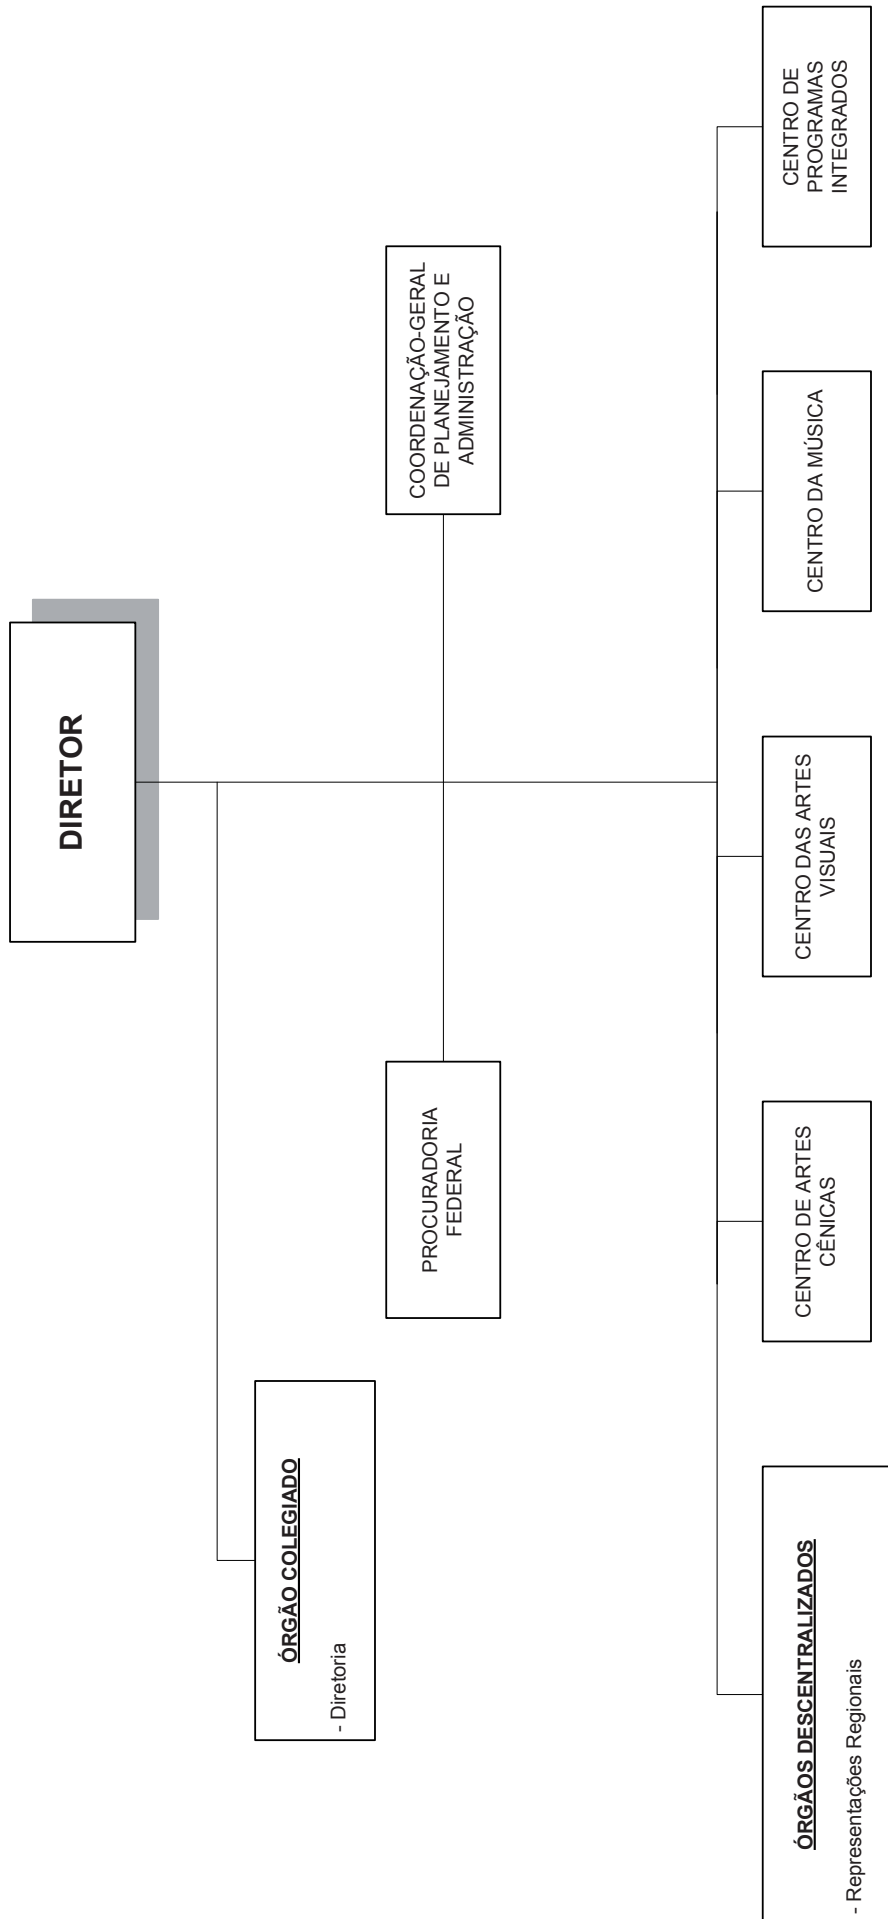 DIRETOR
ÓRGÃO COLEGIADO
- Diretoria
PROCURADORIA
FEDERAL
COORDENAÇÃO-GERAL
DE PLANEJAMENTO E
ADMINISTRAÇÃO
ÓRGÃOS DESCENTRALIZADOS
- Representações Regionais
CENTRO DE ARTES
CÊNICAS
CENTRO DAS ARTES
VISUAIS
CENTRO DA MÚSICA
CENTRO DE
PROGRAMAS
INTEGRADOS